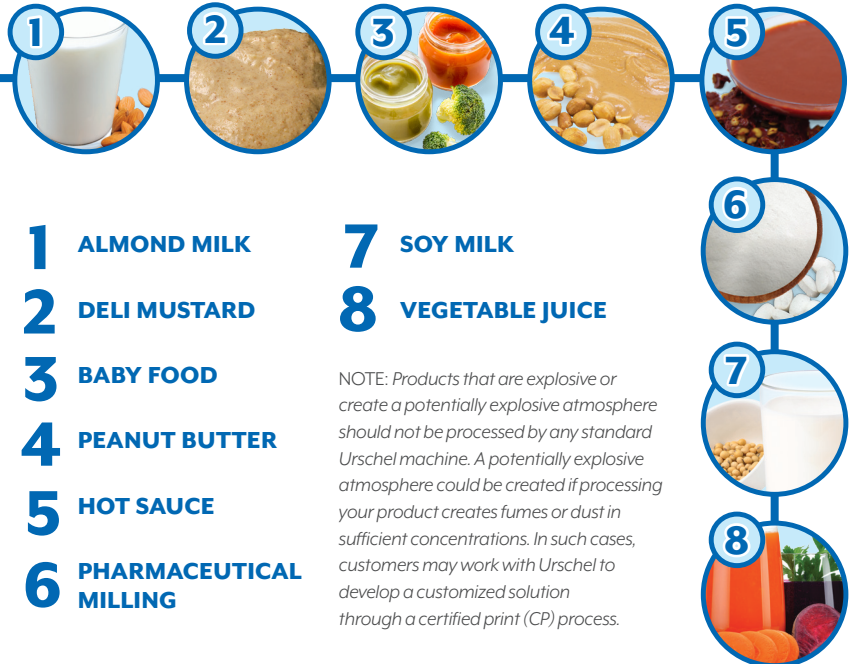 1
2
3
4
5
6
7
8
1 ALMOND MILK
2 DELI MUSTARD
3 BABY FOOD
4 PEANUT BUTTER
5 HOT SAUCE
6 PHARMACEUTICAL
MILLING
7 SOY MILK
8 VEGETABLE JUICE
NOTE: Products that are explosive or
create a potentially explosive atmosphere
should not be processed by any standard
Urschel machine. A potentially explosive
atmosphere could be created if processing
your product creates fumes or dust in
sufficient concentrations. In such cases,
customers may work with Urschel to
develop a customized solution
through a certified print (CP) process.